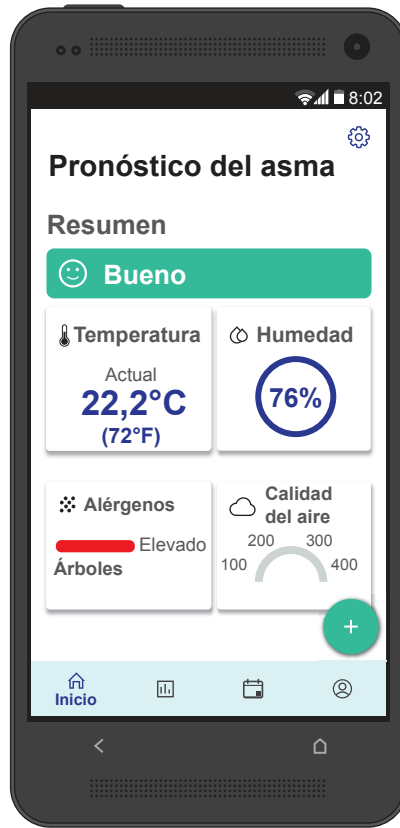 8:02
Pronóstico del asma
Resumen
Bueno
Temperatura
Actual
22,2°C
(72°F)
Humedad
76%
Alérgenos
Elevado
Árboles
Calidad
del aire
200 300
100 400
+
Inicio